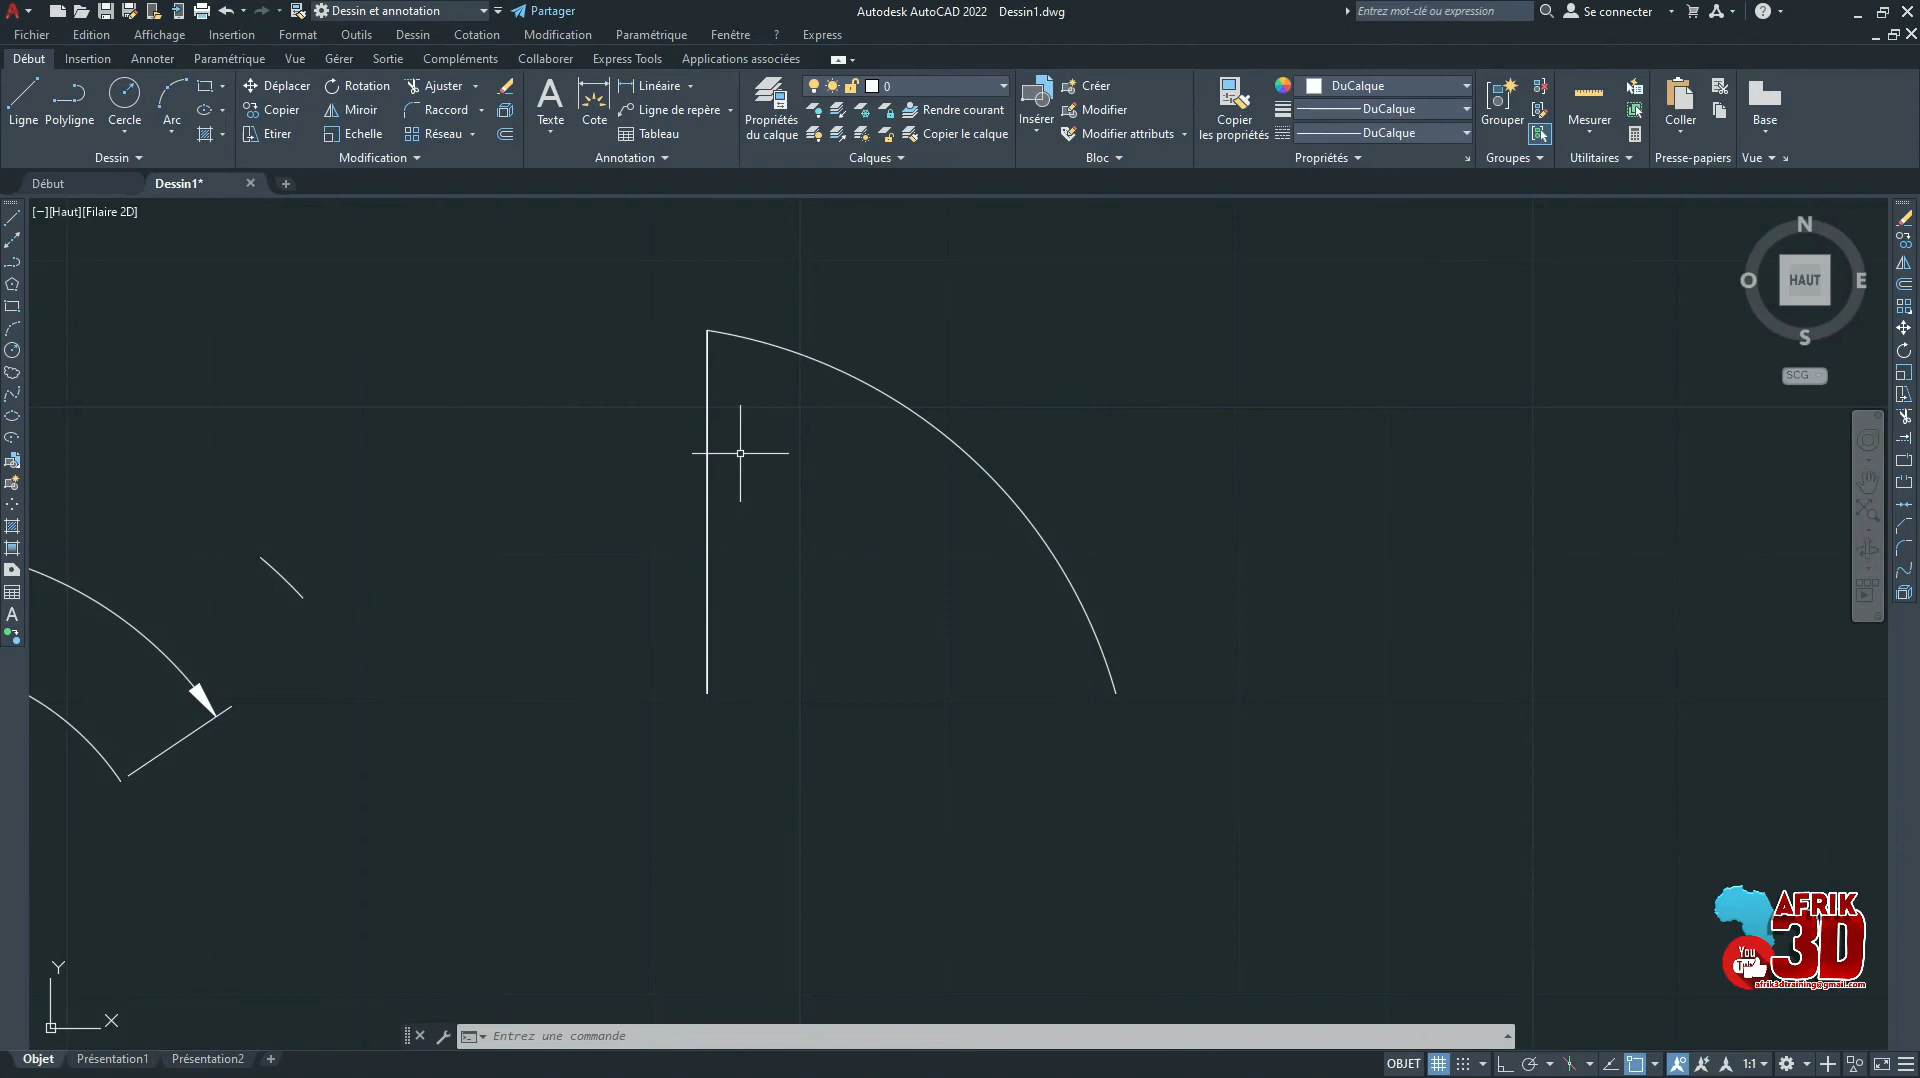 Dessin et annotation
Partager
Autodesk AutoCAD 2022 Dessin1.dwg
Entrez mot-clé ou expression
Se connecter
Fichier Edition Affichage Insertion Format Outils Dessin Cotation Modification Paramétrique Fenêtre ? Express
Début Insertion Annoter Paramétrique Vue Gérer Sortie Compléments Collaborer Express Tools Applications associées
Ligne Polyligne Cercle Arc
Dessin
Déplacer Rotation Ajuster
Copier Miroir Raccord
Etirer Echelle Réseau
Modification
Texte Cote
Linéaire
Ligne de repère
Tableau
Annotation
Propriétés
du calque
0
Rendre courant
Copier le calque
Calques
Insérer
Créer
Modifier
Modifier attributs
Bloc
Copier
les propriétés
DuCalque
DuCalque
DuCalque
Propriétés
Grouper
Groupes
Mesurer
Utilitaires
Coller
Presse-papiers
Base
Vue
Début Dessin1*
[−][Haut][Filaire 2D]
N
O HAUT E
S
SCG
AFRIK
3D
You
afrik3dtraining@gmail.com
Y
X
Entrez une commande
Objet Présentation1 Présentation2
OBJET
1:1